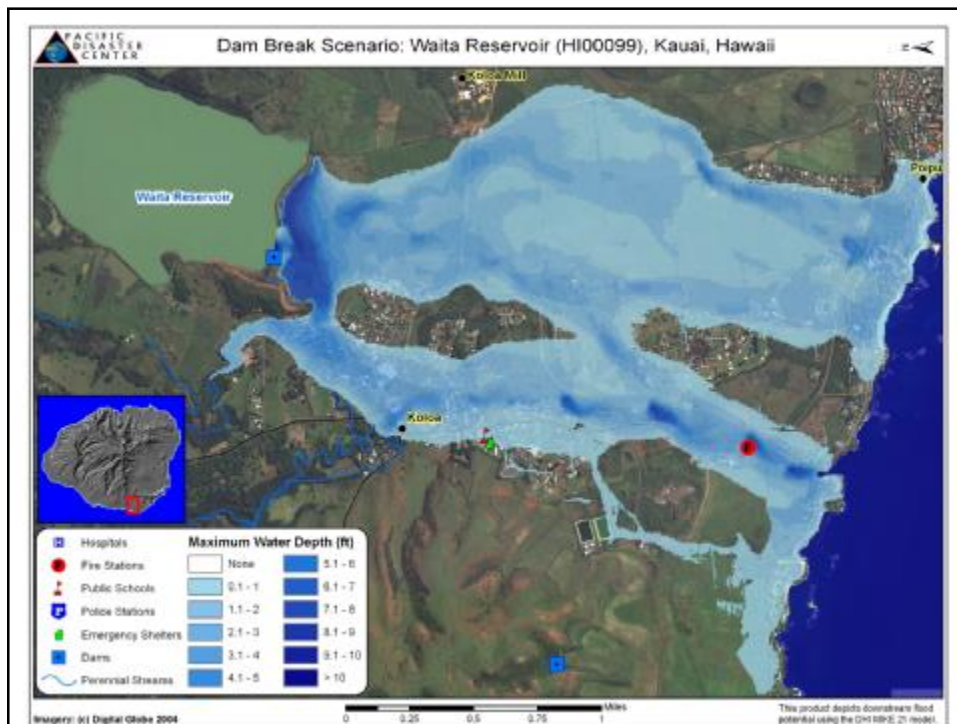 PACIFIC
DISASTER
CENTER
Dam Break Scenario: Waita Reservoir (HI00099), Kauai, Hawaii
Koloa Mill
Waita Reservoir
Poipu
Koloa
Hospitals
Fire Stations
Public Schools
Police Stations
Emergency Shelters
Dams
Perennial Streams
Maximum Water Depth (ft)
None
0.1 - 1
1.1 - 2
2.1 - 3
3.1 - 4
4.1 - 5
5.1 - 6
6.1 - 7
7.1 - 8
8.1 - 9
9.1 - 10
> 10
Imagery: (c) Digital Globe 2004
0 0.25 0.5 0.75 1
Miles
This product depicts downstream flood
potential using the DHI MIKE 21 model.